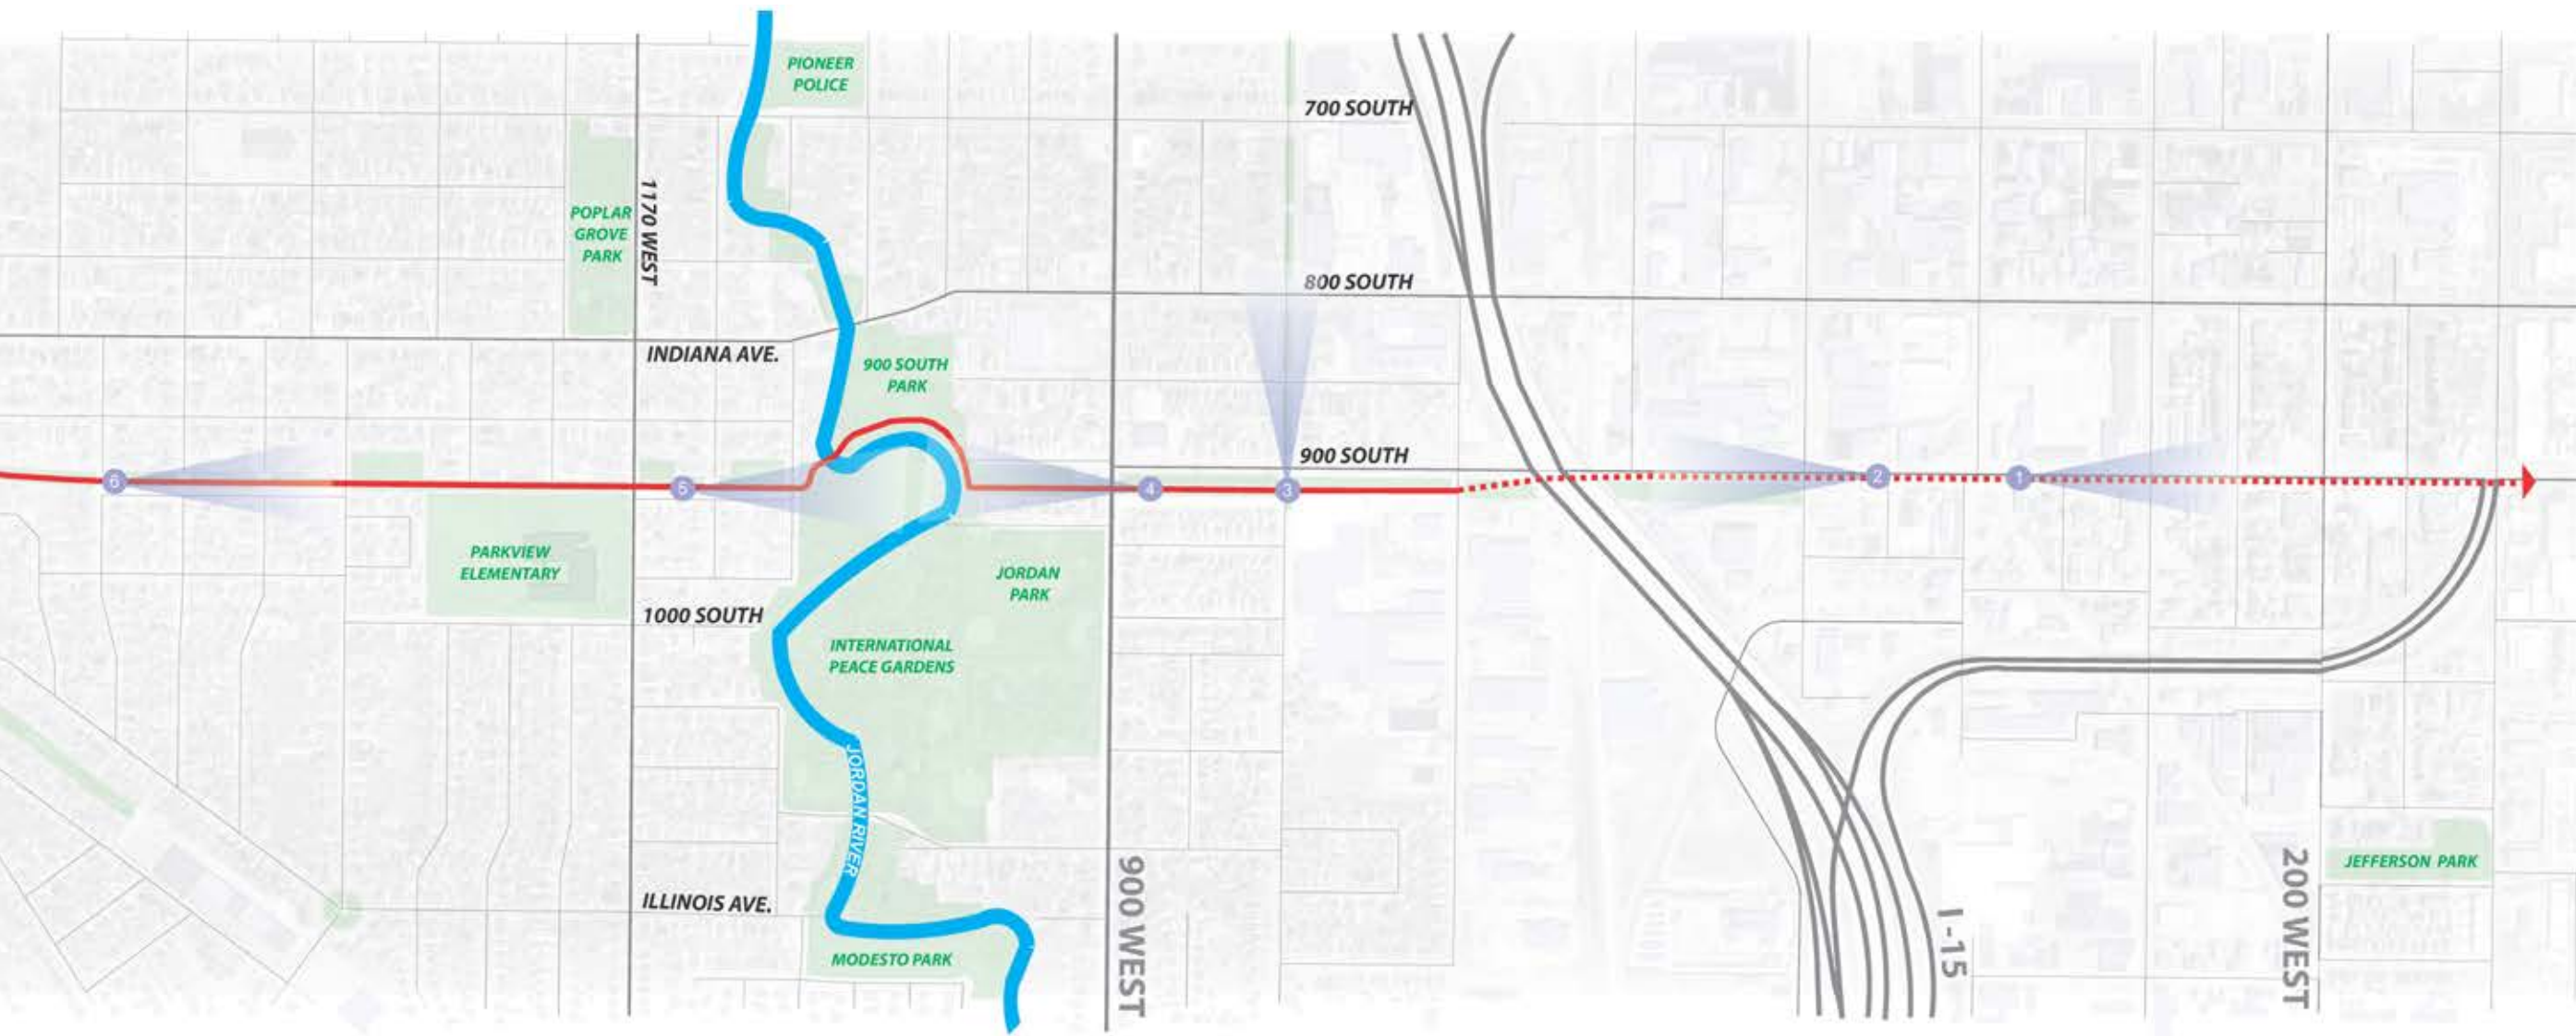 PIONEER
POLICE
700 SOUTH
1170 WEST
POPLAR
GROVE
PARK
800 SOUTH
INDIANA AVE.
900 SOUTH
PARK
900 SOUTH
6
5
4
3
2
1
PARKVIEW
ELEMENTARY
JORDAN
PARK
1000 SOUTH
INTERNATIONAL
PEACE GARDENS
JORDAN RIVER
900 WEST
200 WEST
JEFFERSON PARK
ILLINOIS AVE.
I-15
MODESTO PARK